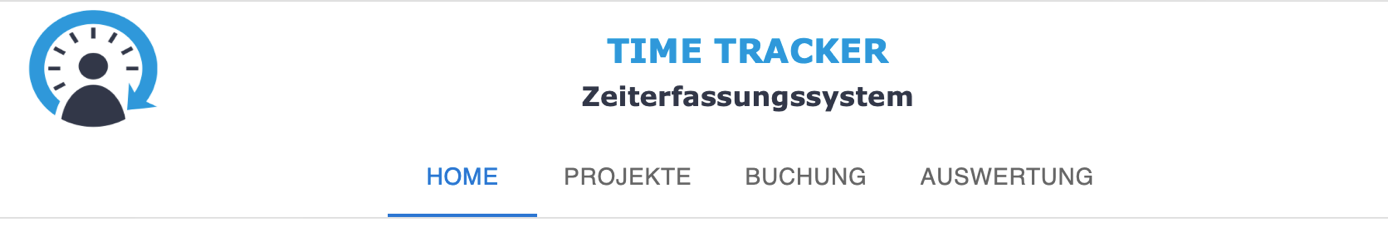 TIME TRACKER
Zeiterfassungssystem
HOME PROJEKTE BUCHUNG AUSWERTUNG